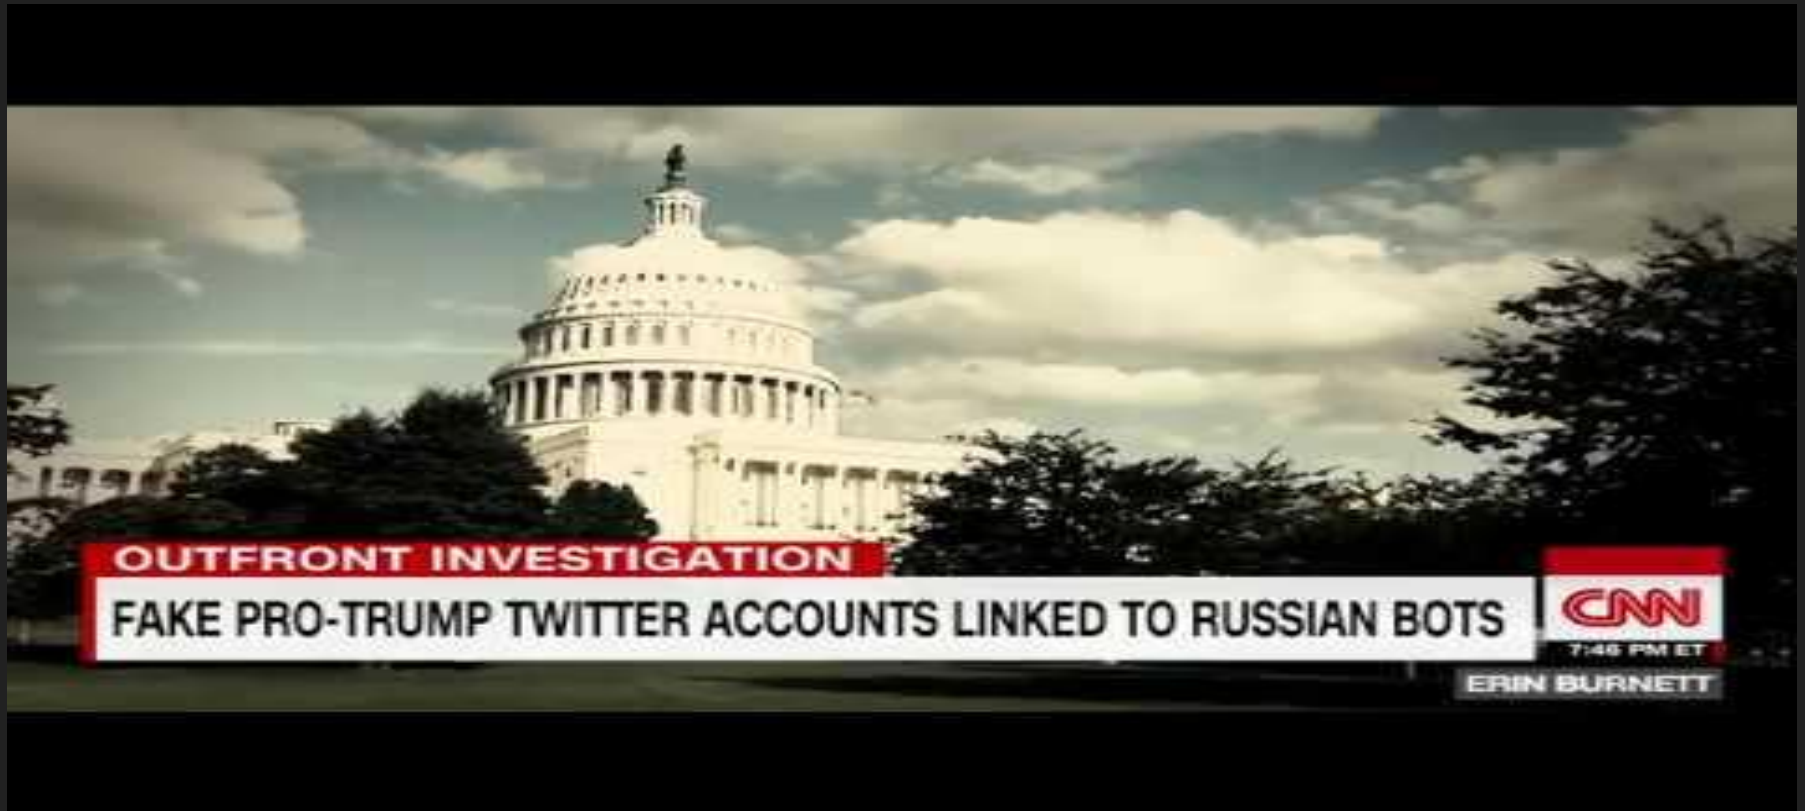 OUTFRONT INVESTIGATION
FAKE PRO-TRUMP TWITTER ACCOUNTS LINKED TO RUSSIAN BOTS
CNN
7:46 PM ET
ERIN BURNETT